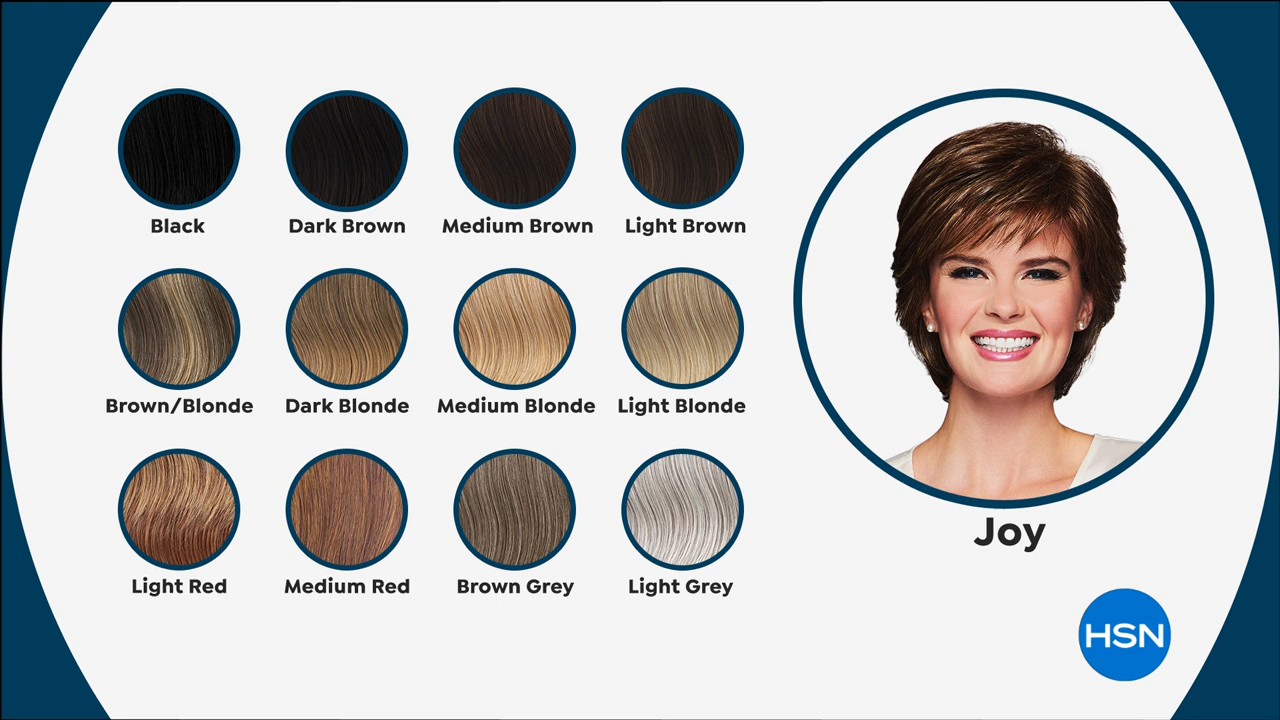 Black
Dark Brown
Medium Brown
Light Brown
Brown/Blonde
Dark Blonde
Medium Blonde
Light Blonde
Light Red
Medium Red
Brown Grey
Light Grey
Joy
HSN